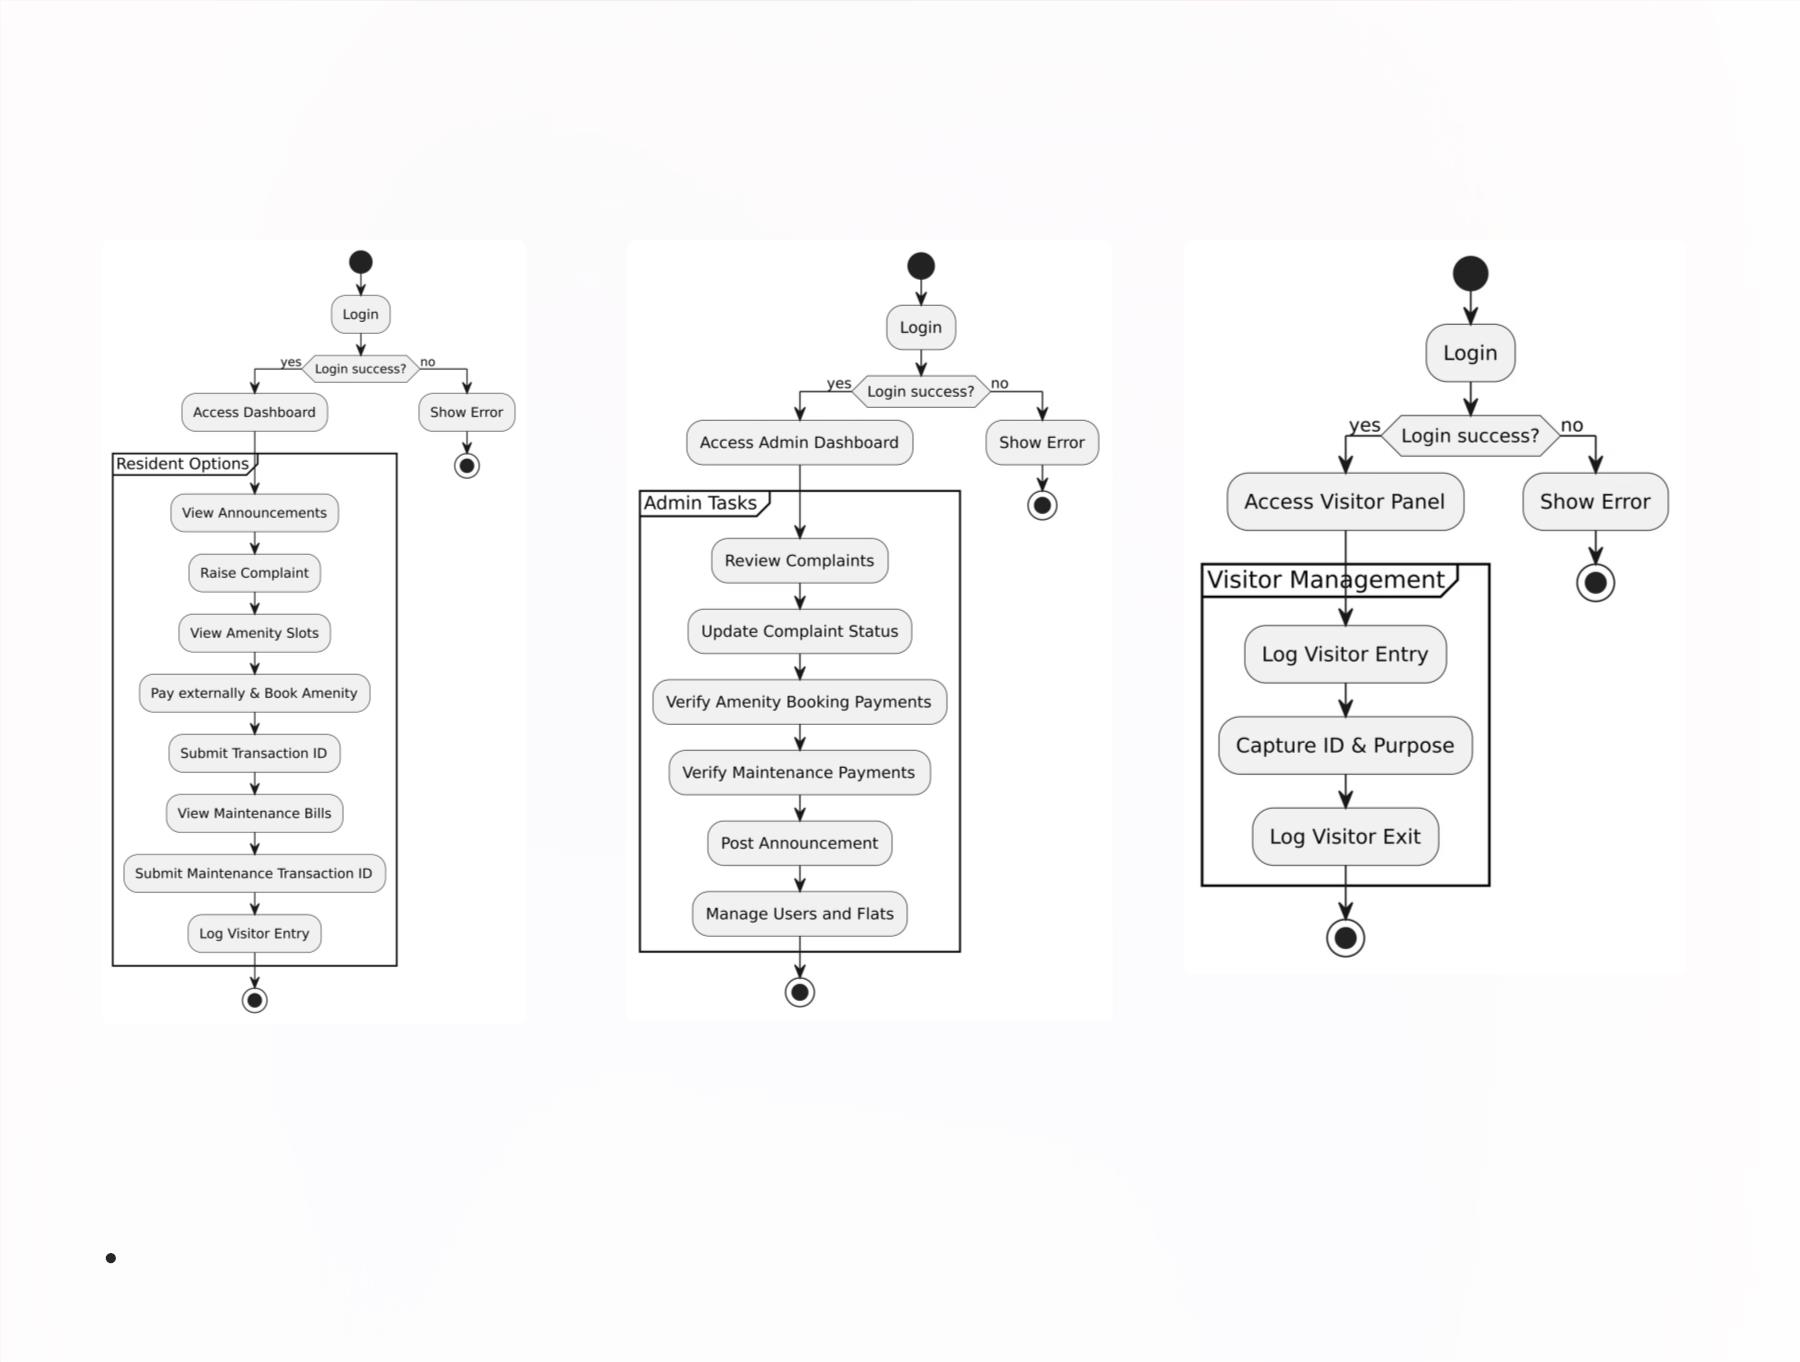 Login
yes
Login success?
no
Access Dashboard
Show Error
Resident Options
View Announcements
Raise Complaint
View Amenity Slots
Pay externally & Book Amenity
Submit Transaction ID
View Maintenance Bills
Submit Maintenance Transaction ID
Log Visitor Entry
Login
yes
Login success?
no
Access Admin Dashboard
Show Error
Admin Tasks
Review Complaints
Update Complaint Status
Verify Amenity Booking Payments
Verify Maintenance Payments
Post Announcement
Manage Users and Flats
Login
yes
Login success?
no
Access Visitor Panel
Show Error
Visitor Management
Log Visitor Entry
Capture ID & Purpose
Log Visitor Exit